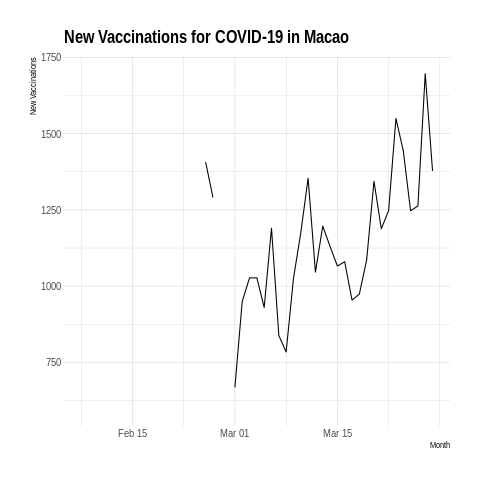 New Vaccinations for COVID-19 in Macao
New Vaccinations
1750
1500
1250
1000
750
Feb 15
Mar 01
Mar 15
Month